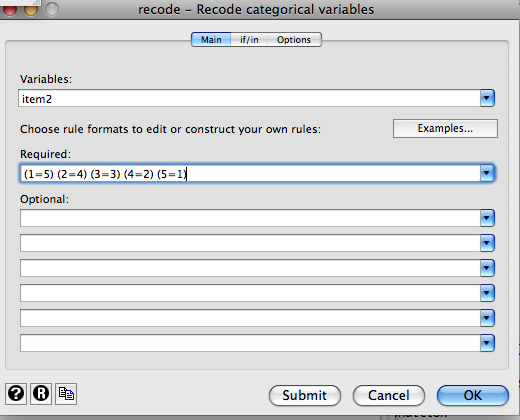 recode - Recode categorical variables
Main if/in Options
Variables:
item2
Choose rule formats to edit or construct your own rules: Examples...
Required:
(1=5) (2=4) (3=3) (4=2) (5=1)
Optional:
? R Submit Cancel OK